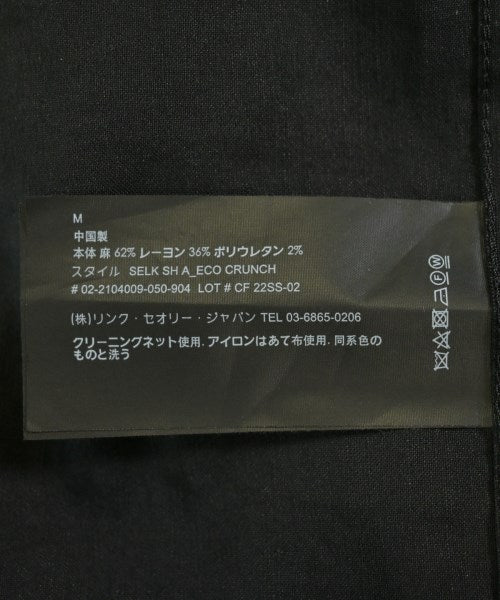 M
中国製
本体 麻 62% レーヨン 36% ポリウレタン 2%
スタイル SELK SH A_ECO CRUNCH
# 02-2104009-050-904 LOT # CF 22SS-02
(株)リンク・セオリー・ジャパン TEL 03-6865-0206
クリーニングネット使用. アイロンはあて布使用. 同系色の
ものと洗う